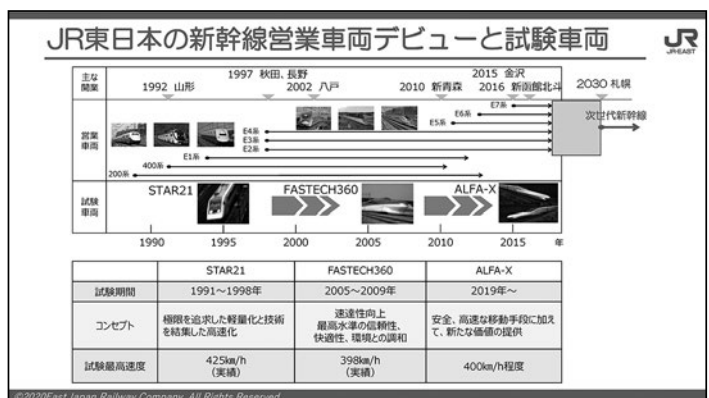 JR東日本の新幹線営業車両デビューと試験車両
JR
JR-EAST
主な
開業
1992 山形
1997 秋田、長野
2002 八戸
2010 新青森
2015 金沢
2016 新函館北斗
2030 札幌
営業
車両
E7系
E6系
E5系
次世代新幹線
E4系
E3系
E2系
E1系
400系
200系
試験
車両
STAR21
FASTECH360
ALFA-X
1990
1995
2000
2005
2010
2015
年
STAR21
FASTECH360
ALFA-X
試験期間
1991～1998年
2005～2009年
2019年～
コンセプト
極限を追求した軽量化と技術
を結集した高速化
速達性向上
最高水準の信頼性、
快適性、環境との調和
安全、高速な移動手段に加え
て、新たな価値の提供
試験最高速度
425km/h
（実績）
398km/h
（実績）
400km/h程度
©2020East Japan Railway Company, All Rights Reserved